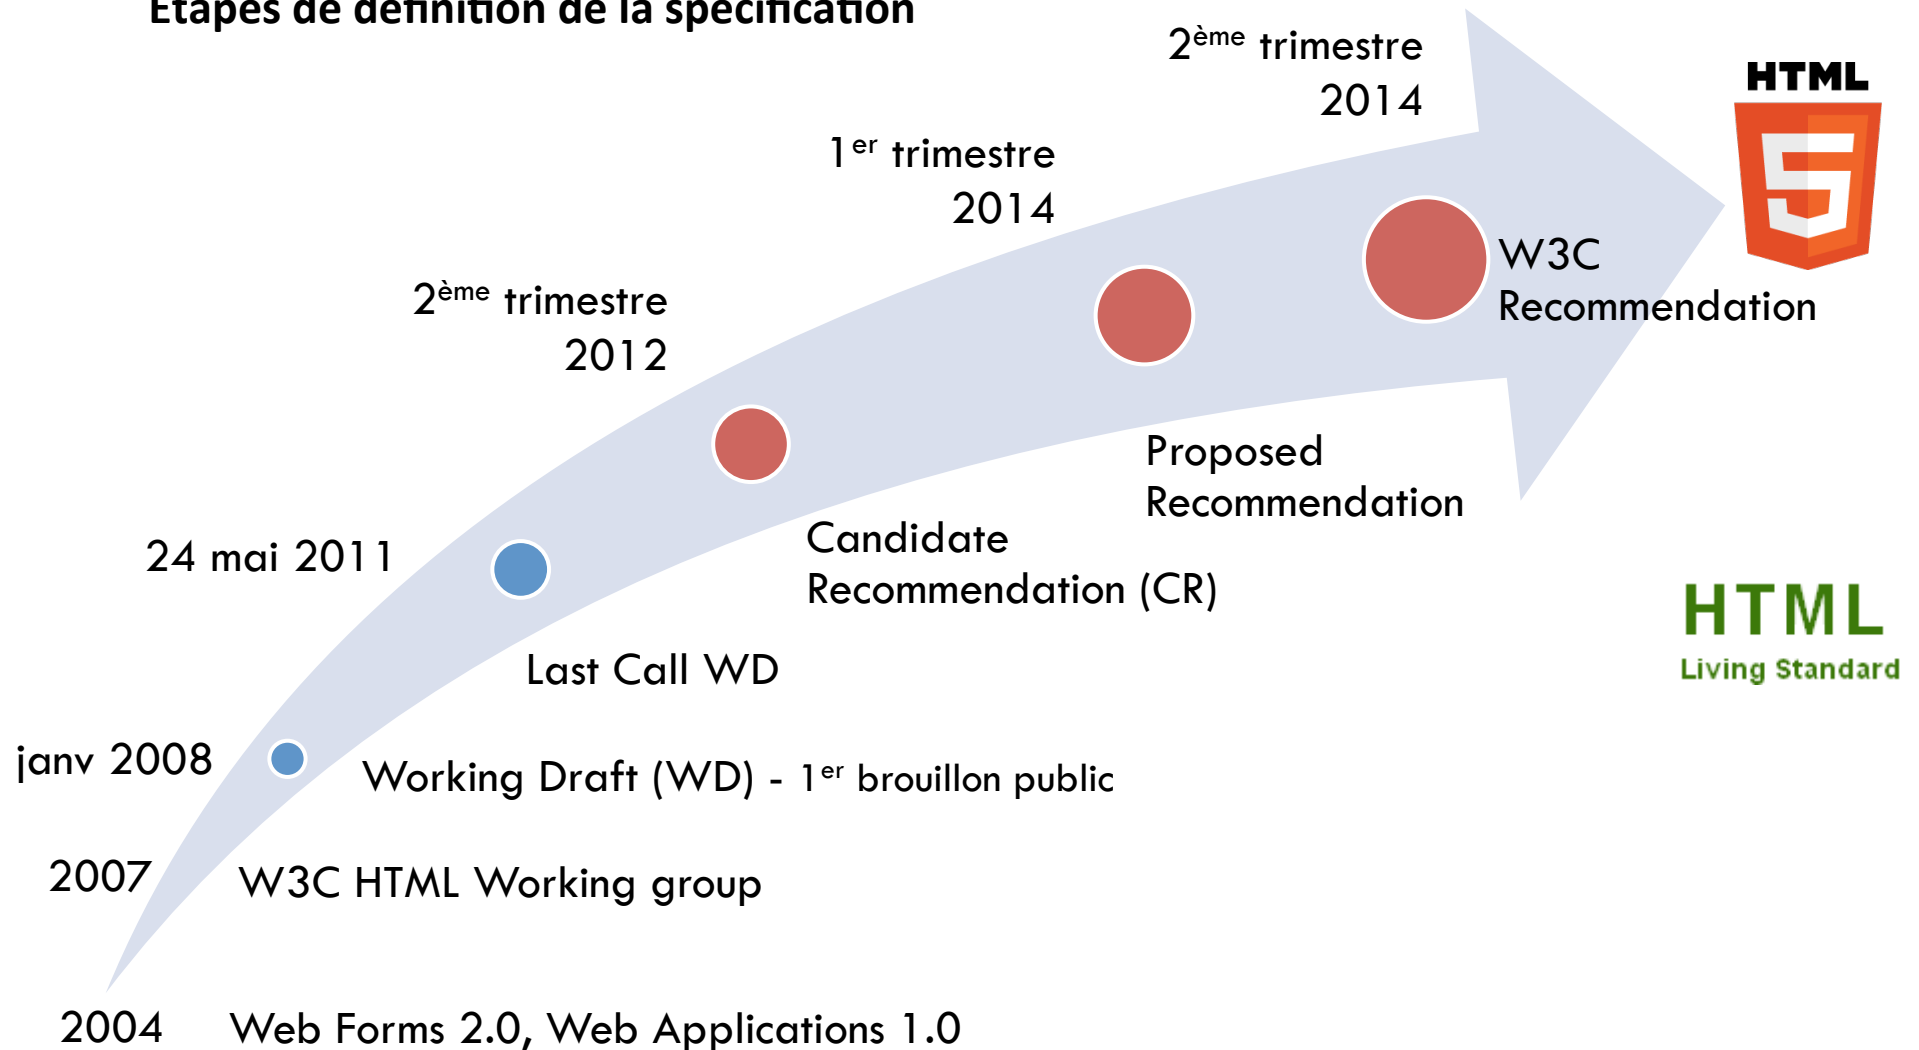 Etapes de définition de la spécification
2ème trimestre
2014
HTML
5
1er trimestre
2014
W3C
Recommendation
2ème trimestre
2012
Proposed
Recommendation
24 mai 2011
Candidate
Recommendation (CR)
HTML
Living Standard
Last Call WD
janv 2008
Working Draft (WD) - 1er brouillon public
2007
W3C HTML Working group
2004
Web Forms 2.0, Web Applications 1.0